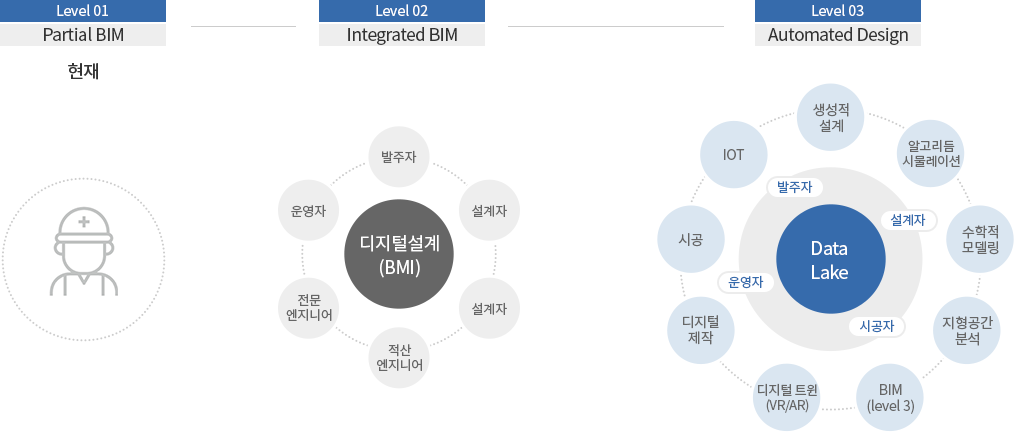 Level 01
Partial BIM
현재
Level 02
Integrated BIM
발주자
운영자
설계자
디지털설계
(BMI)
전문
엔지니어
설계자
적산
엔지니어
Level 03
Automated Design
생성적
설계
IOT
알고리듬
시물레이션
발주자
설계자
시공
수학적
모델링
Data
Lake
운영자
시공자
디지털
제작
지형공간
분석
디지털 트윈
(VR/AR)
BIM
(level 3)